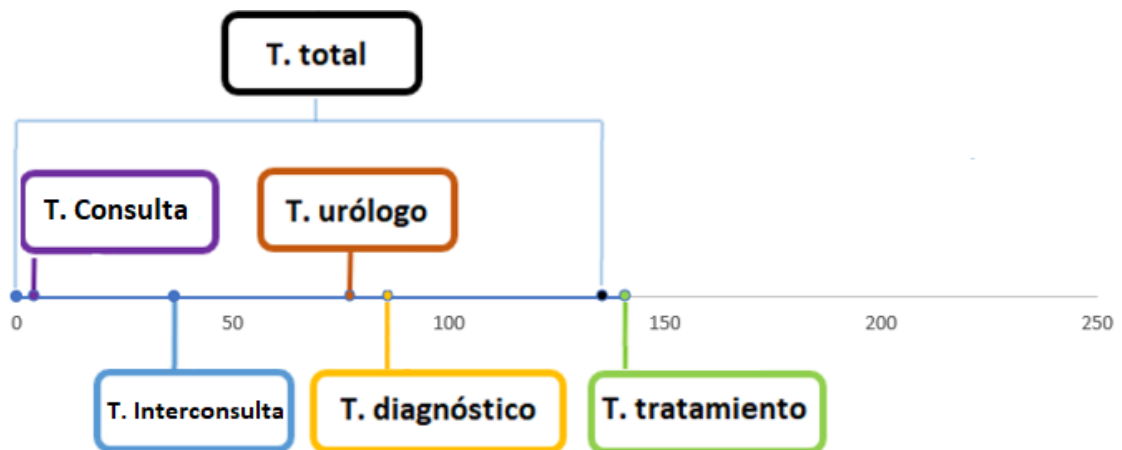 T. total
T. Consulta
T. urólogo
0
50
100
150
200
250
T. Interconsulta
T. diagnóstico
T. tratamiento